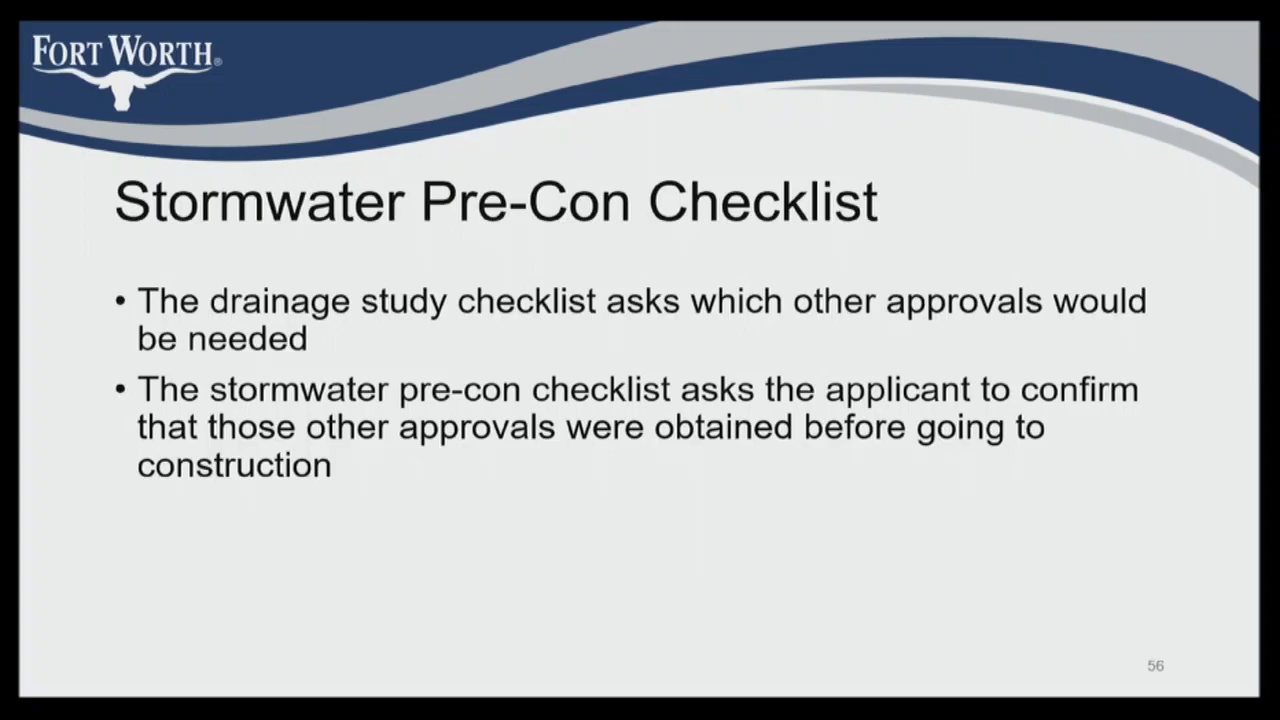 FORT WORTH®
Stormwater Pre-Con Checklist
• The drainage study checklist asks which other approvals would
be needed
• The stormwater pre-con checklist asks the applicant to confirm
that those other approvals were obtained before going to
construction
56